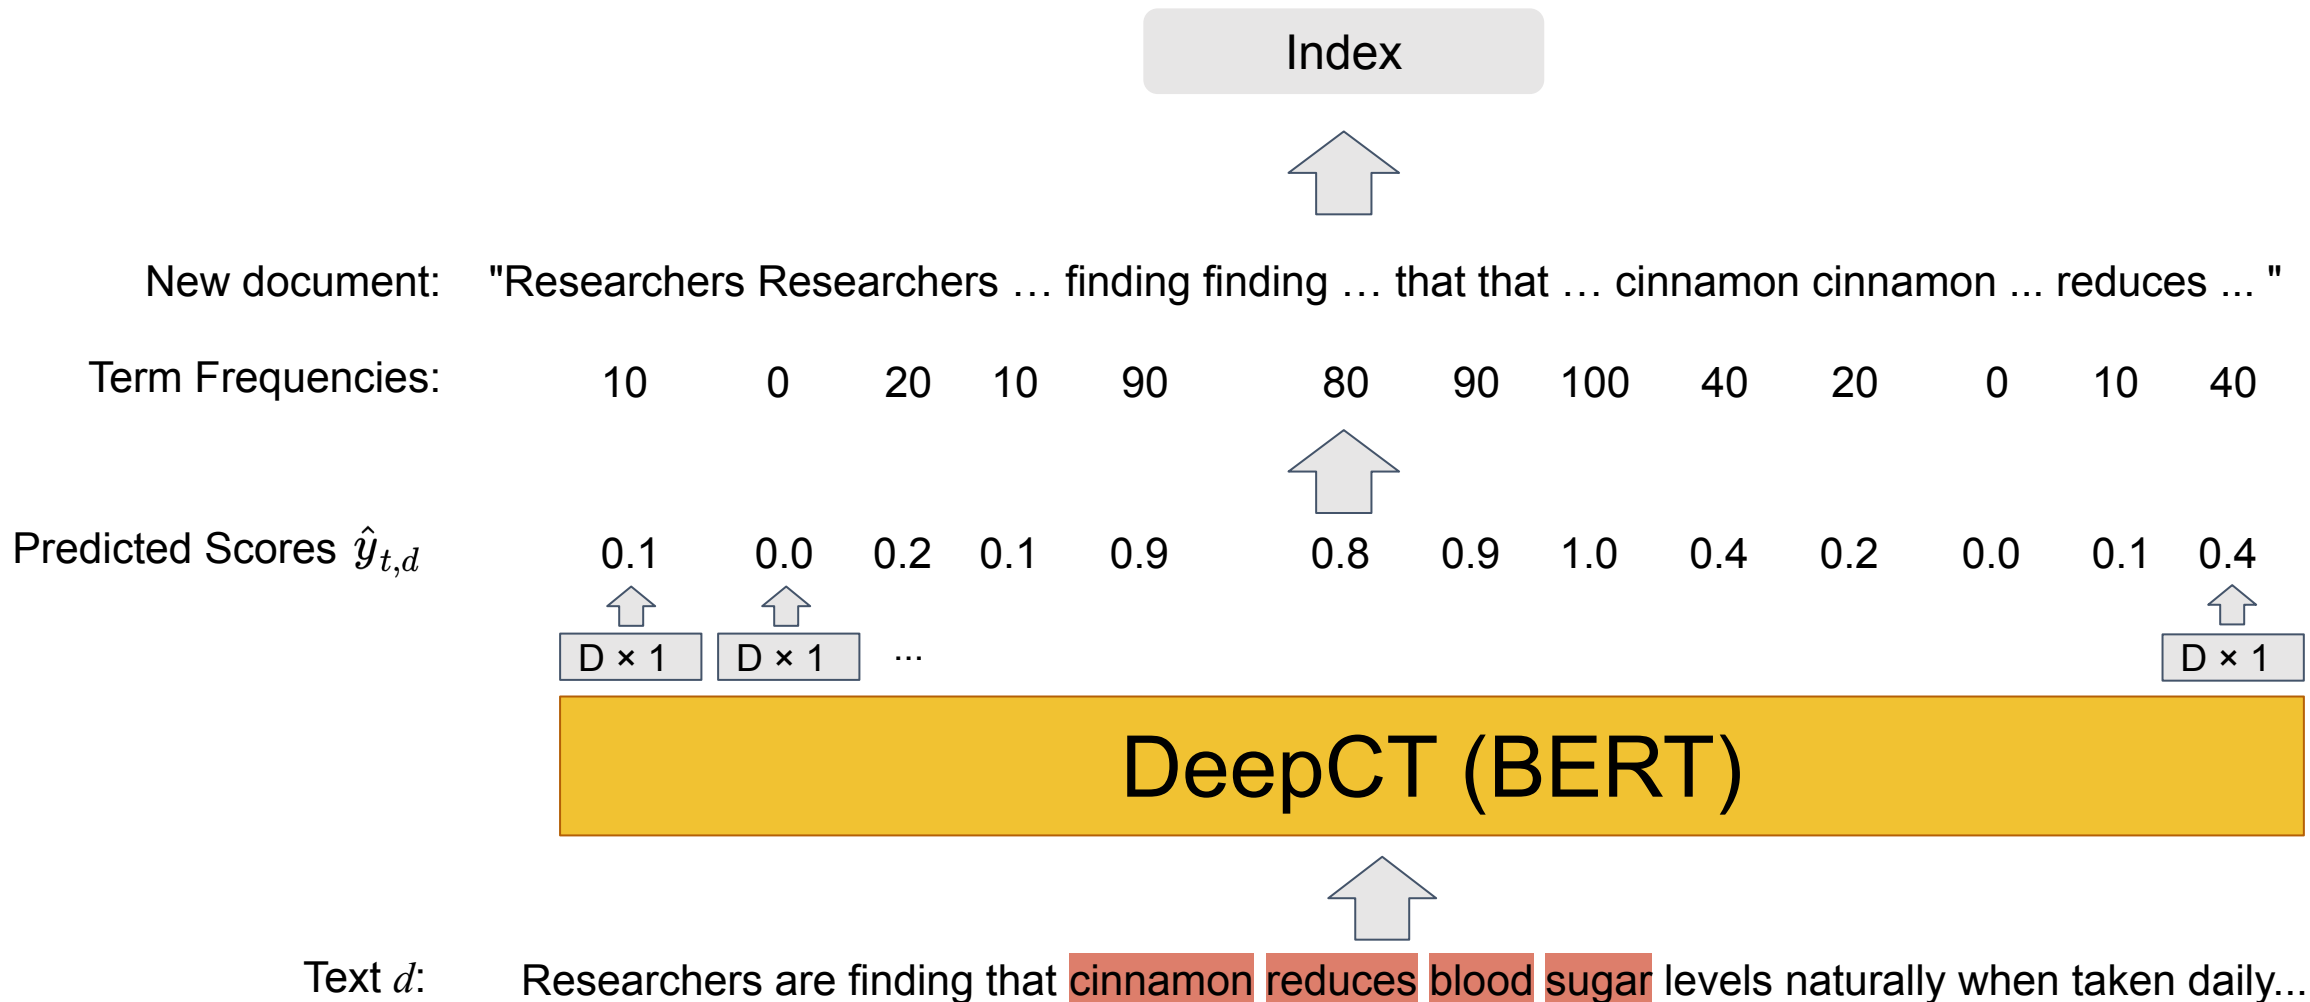 Index
New document: "Researchers Researchers … finding finding … that that … cinnamon cinnamon ... reduces ... "
Term Frequencies: 10 0 20 10 90 80 90 100 40 20 0 10 40
Predicted Scores ŷ_{t,d} 0.1 0.0 0.2 0.1 0.9 0.8 0.9 1.0 0.4 0.2 0.0 0.1 0.4
D × 1 D × 1 ... D × 1
DeepCT (BERT)
Text d: Researchers are finding that cinnamon reduces blood sugar levels naturally when taken daily...